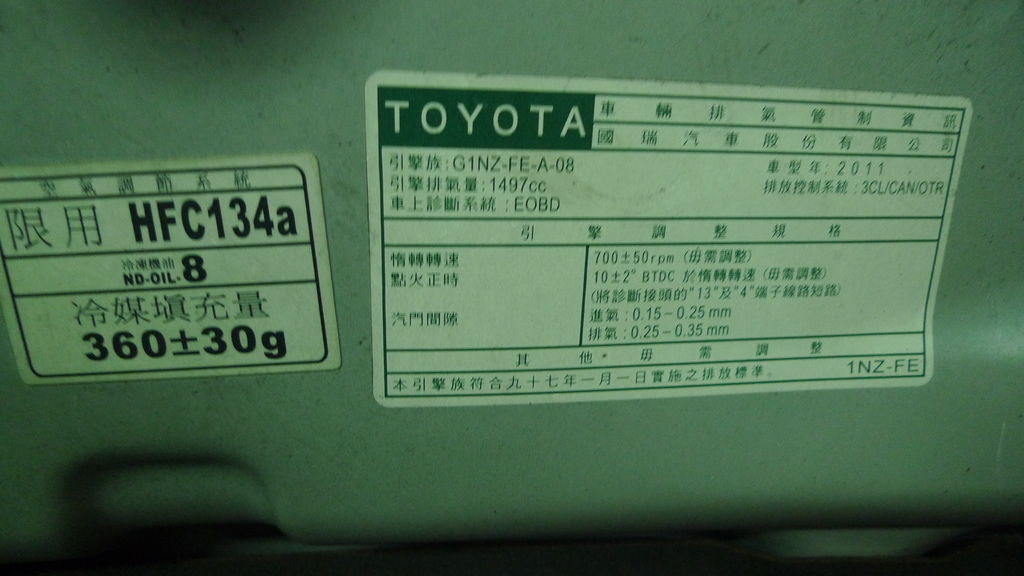 空氣調節系統
限用 HFC134a
冷凍機油
ND-OIL-8
冷媒填充量
360±30g
TOYOTA
車輛排氣管制資訊
國瑞汽車股份有限公司
引擎族:G1NZ-FE-A-08
車型年:2011
引擎排氣量:1497cc
排放控制系統:3CL/CAN/OTR
車上診斷系統:EOBD
引擎調整規格
惰轉轉速 700±50rpm (毋需調整)
點火正時 10±2° BTDC 於惰轉轉速 (毋需調整)
(將診斷接頭的"13"及"4"端子線路短路)
汽門間隙 進氣:0.15-0.25mm
排氣:0.25-0.35mm
其他毋需調整
本引擎族符合九十七年一月一日實施之排放標準。
1NZ-FE